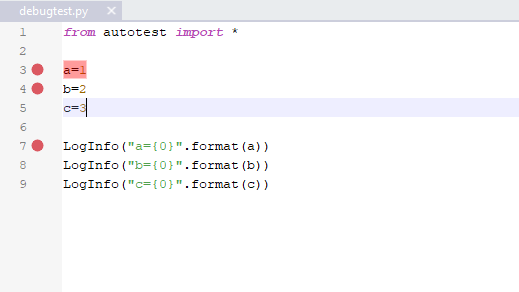 debugtest.py
1 from autotest import *
2
3 a=1
4 b=2
5 c=3
6
7 LogInfo("a={0}".format(a))
8 LogInfo("b={0}".format(b))
9 LogInfo("c={0}".format(c))